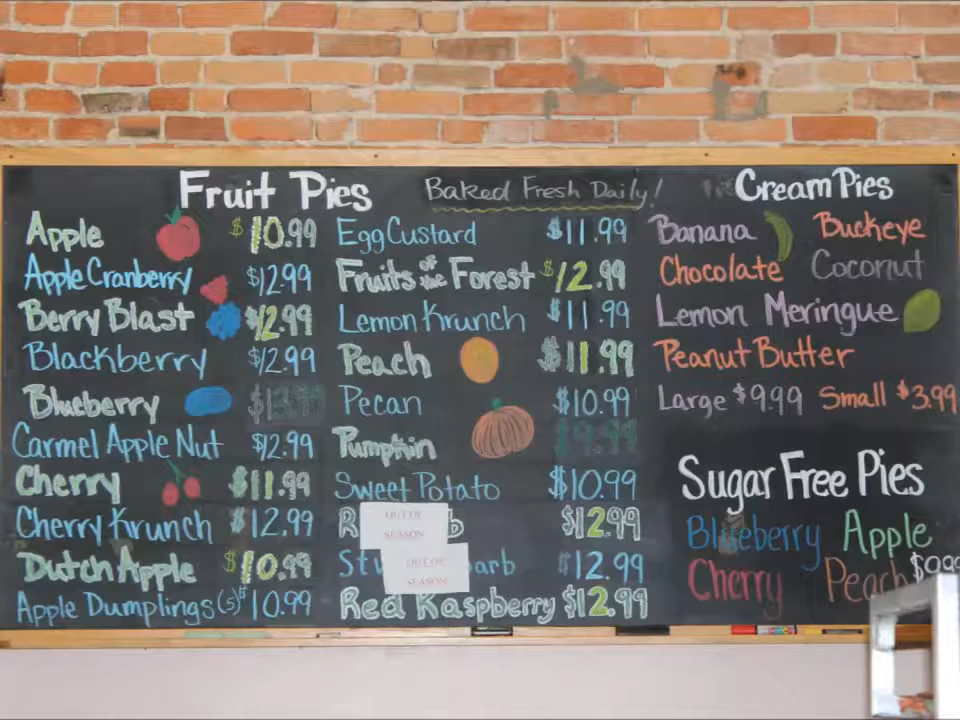 Fruit Pies
Baked Fresh Daily!
Apple $10.99
Apple Cranberry $12.99
Berry Blast $12.99
Blackberry $12.99
Blueberry
Carmel Apple Nut $12.99
Cherry $11.99
Cherry Krunch $12.99
Dutch Apple $10.99
Apple Dumplings(s) $10.99
Egg Custard $11.99
Fruits of the Forest $12.99
Lemon Krunch $11.99
Peach $11.99
Pecan $10.99
Pumpkin $9.99
Sweet Potato $10.99
OUT OF
SEASON
$12.99
OUT OF
SEASON
$12.99
Red Raspberry $12.99
Cream Pies
Banana Buckeye
Chocolate Coconut
Lemon Meringue
Peanut Butter
Large $9.99 Small $3.99
Sugar Free Pies
Blueberry Apple
Cherry Peach